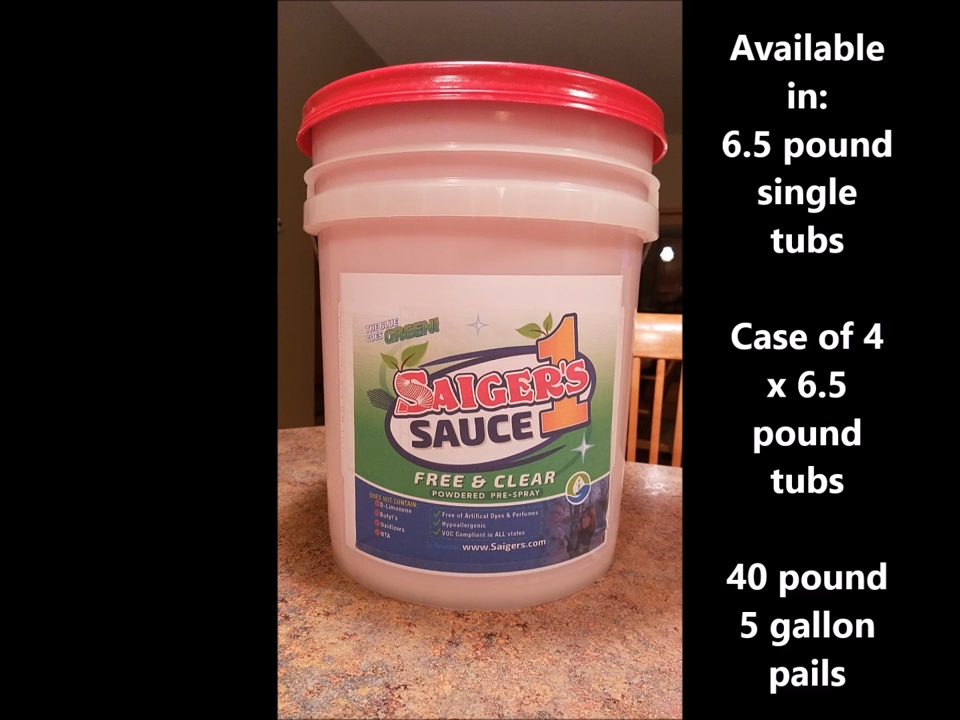 THE BLUE
GOES GREEN!
SAIGER'S 1
SAUCE
FREE & CLEAR
POWDERED PRE-SPRAY
DOES NOT CONTAIN
D-Limonene
Butyl's
Oxidizers
NTA
Free of Artifical Dyes & Perfumes
Hypoallergenic
VOC Compliant in ALL states
www.Saigers.com
Available
in:
6.5 pound
single
tubs
Case of 4
x 6.5
pound
tubs
40 pound
5 gallon
pails